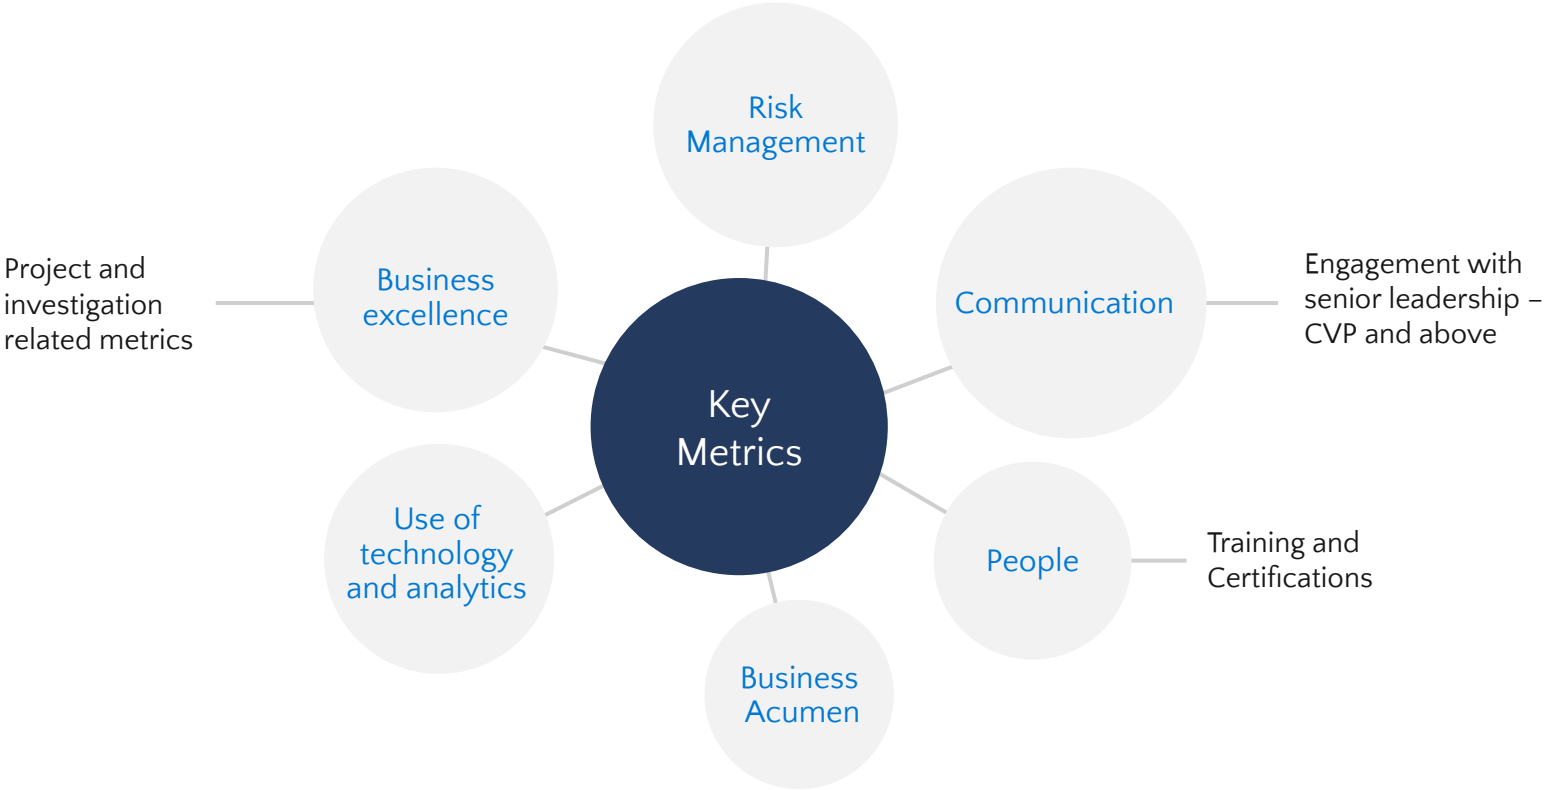 Risk
Management
Business
excellence
Project and
investigation
related metrics
Communication
Engagement with
senior leadership –
CVP and above
Key
Metrics
Use of
technology
and analytics
People
Training and
Certifications
Business
Acumen